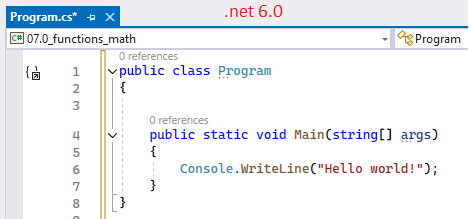 .net 6.0
Program.cs*
07.0_functions_math Program
0 references
1 public class Program
2 {
3
0 references
4 public static void Main(string[] args)
5 {
6 Console.WriteLine("Hello world!");
7 }
8 }